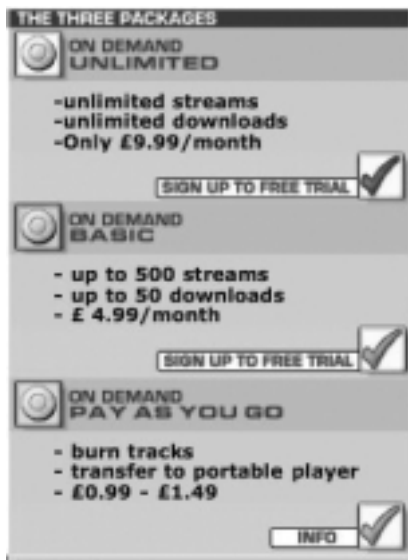 THE THREE PACKAGES
ON DEMAND
UNLIMITED
-unlimited streams
-unlimited downloads
-Only £9.99/month
SIGN UP TO FREE TRIAL
ON DEMAND
BASIC
- up to 500 streams
- up to 50 downloads
- £ 4.99/month
SIGN UP TO FREE TRIAL
ON DEMAND
PAY AS YOU GO
- burn tracks
- transfer to portable player
- £0.99 - £1.49
INFO